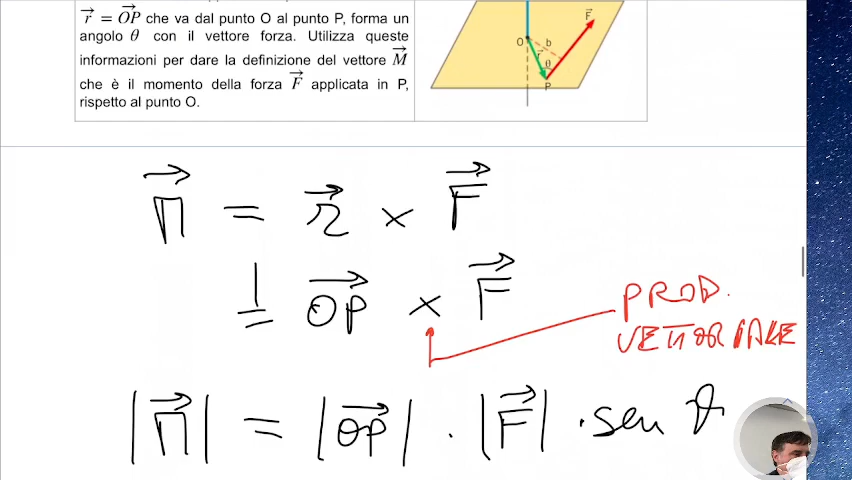 r⃗ = OP⃗ che va dal punto O al punto P, forma un
angolo θ con il vettore forza. Utilizza queste
informazioni per dare la definizione del vettore M⃗
che è il momento della forza F⃗ applicata in P,
rispetto al punto O.
F⃗
O b
r⃗ θ
P
M⃗ = r⃗ × F⃗
= OP⃗ × F⃗
PROD.
VETTORIALE
|M⃗| = |OP⃗| · |F⃗| · sen θ